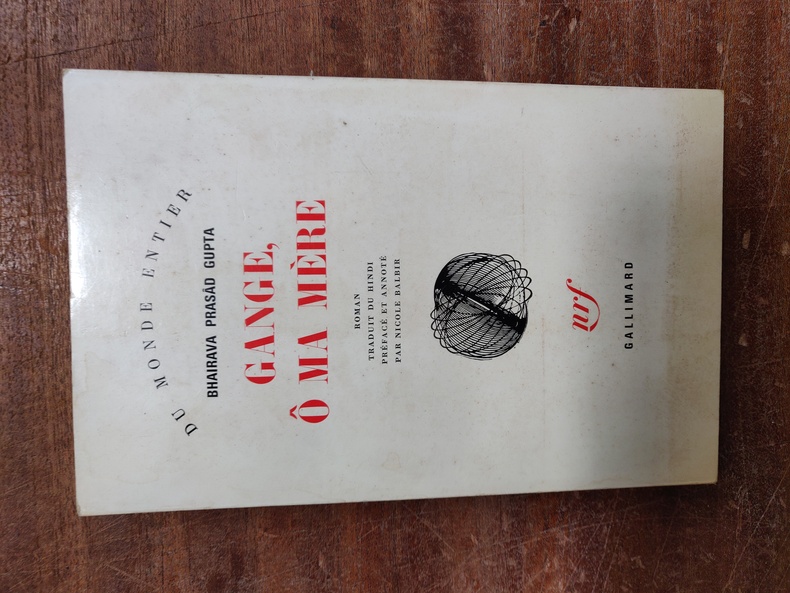 DU MONDE ENTIER
BHAIRAVA PRASÂD GUPTA
GANGE,
Ô MA MÈRE
ROMAN
TRADUIT DU HINDI
PRÉFACÉ ET ANNOTÉ
PAR NICOLE BALBIR
nrf
GALLIMARD